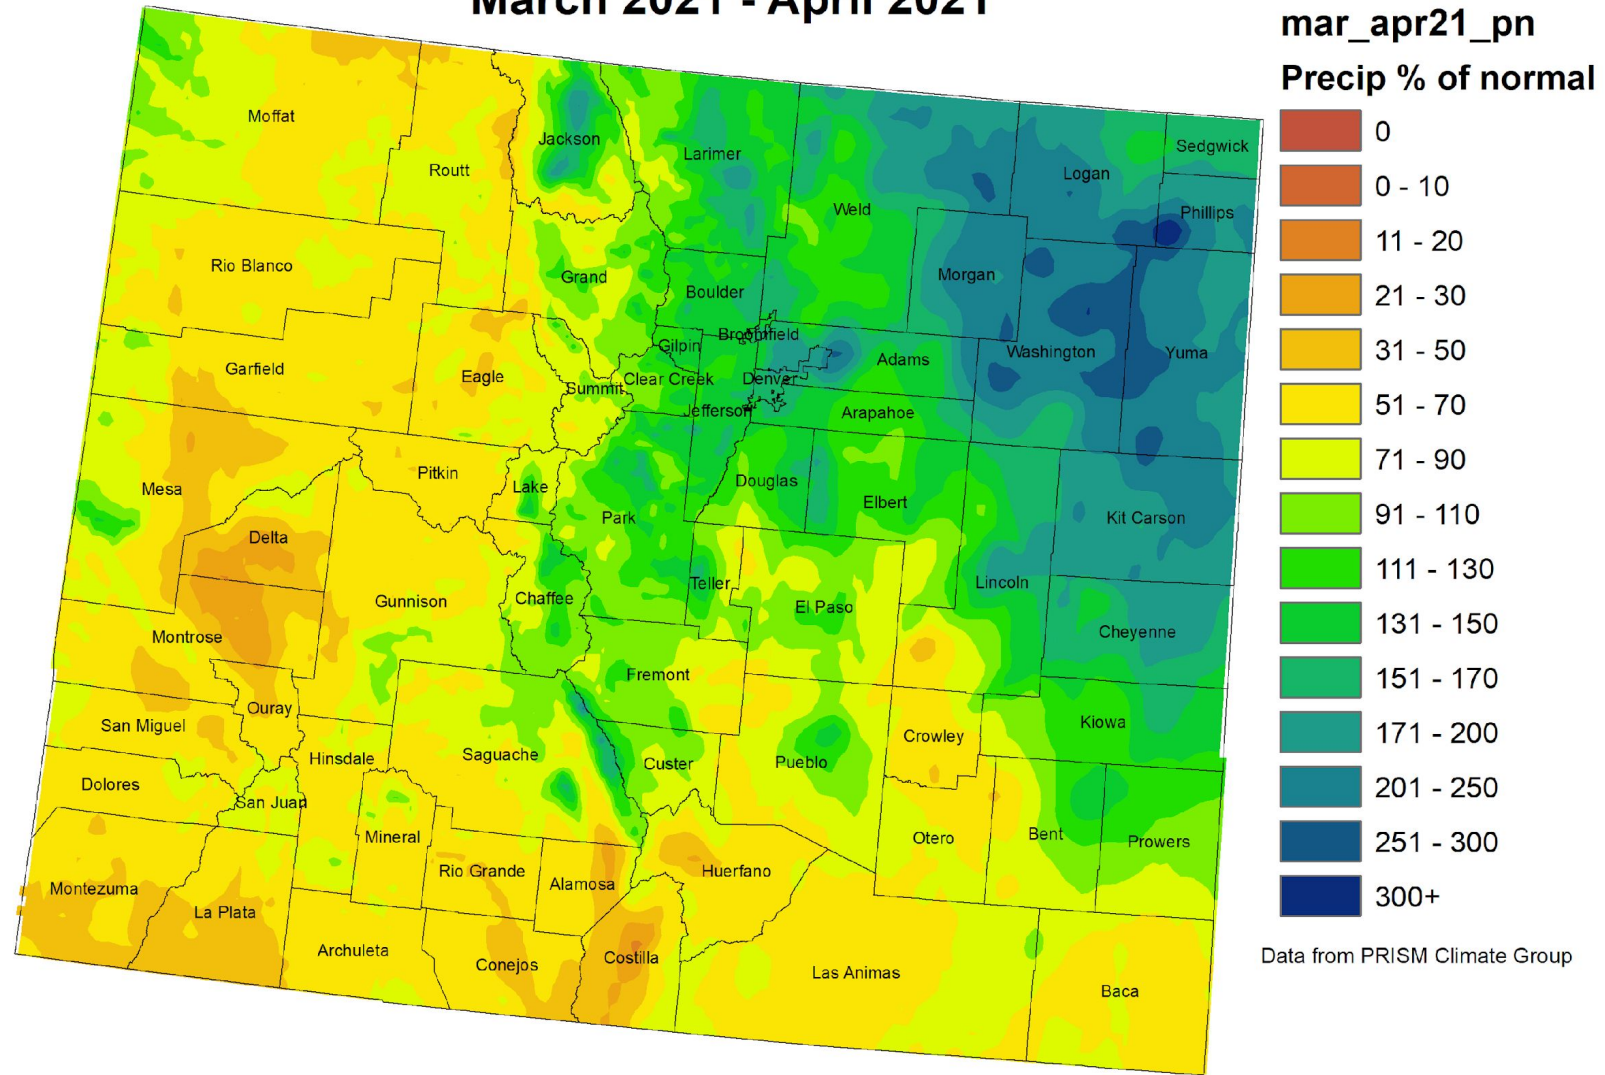 March 2021 - April 2021
mar_apr21_pn
Precip % of normal
0
0 - 10
11 - 20
21 - 30
31 - 50
51 - 70
71 - 90
91 - 110
111 - 130
131 - 150
151 - 170
171 - 200
201 - 250
251 - 300
300+
Data from PRISM Climate Group
Moffat
Routt
Jackson
Larimer
Weld
Logan
Sedgwick
Phillips
Rio Blanco
Grand
Boulder
Morgan
Broomfield
Gilpin
Garfield
Eagle
Summit
Clear Creek
Denver
Adams
Washington
Yuma
Jefferson
Arapahoe
Mesa
Pitkin
Lake
Park
Douglas
Elbert
Kit Carson
Delta
Gunnison
Chaffee
Teller
El Paso
Lincoln
Cheyenne
Montrose
Fremont
Ouray
San Miguel
Hinsdale
Saguache
Custer
Pueblo
Crowley
Kiowa
Dolores
San Juan
Mineral
Rio Grande
Alamosa
Huerfano
Otero
Bent
Prowers
Montezuma
La Plata
Archuleta
Conejos
Costilla
Las Animas
Baca